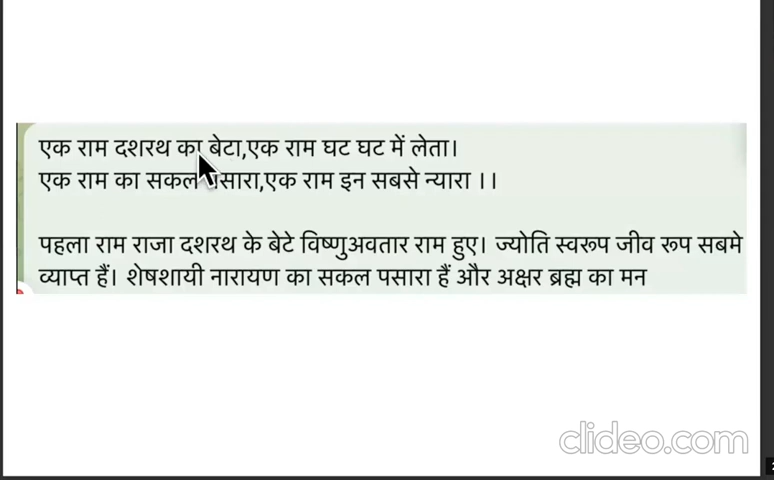 एक राम दशरथ का बेटा,एक राम घट घट में लेता।
एक राम का सकल पसारा,एक राम इन सबसे न्यारा ।।
पहला राम राजा दशरथ के बेटे विष्णुअवतार राम हुए। ज्योति स्वरूप जीव रूप सबमे
व्याप्त हैं। शेषशायी नारायण का सकल पसारा हैं और अक्षर ब्रह्म का मन
clideo.com